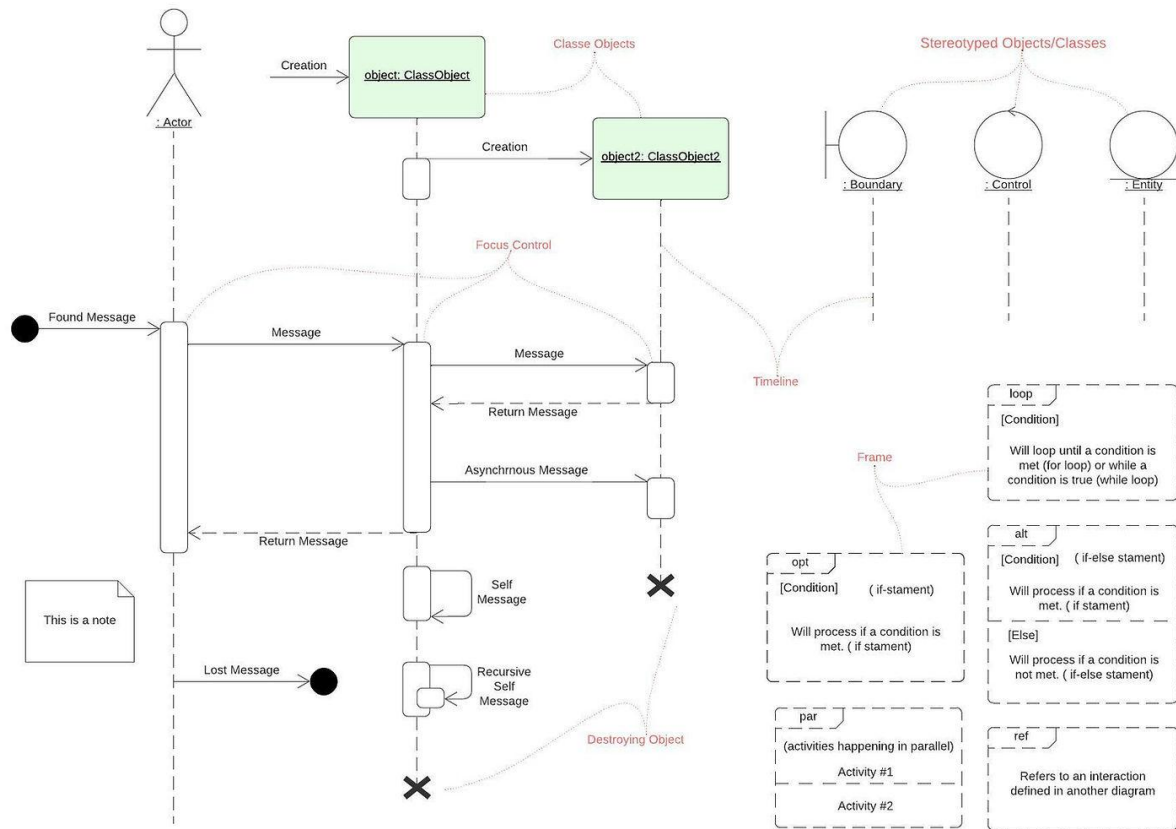 Classe Objects
Stereotyped Objects/Classes
Creation
object: ClassObject
: Actor
Creation
object2: ClassObject2
: Boundary
: Control
: Entity
Focus Control
Found Message
Message
Message
Timeline
Return Message
Asynchrnous Message
Return Message
Frame
loop
[Condition]
Will loop until a condition is
met (for loop) or while a
condition is true (while loop)
alt
[Condition]
( if-else stament)
Will process if a condition is
met. ( if stament)
[Else]
Will process if a condition is
not met. ( if-else stament)
opt
[Condition]
( if-stament)
Will process if a condition is
met. ( if stament)
Self
Message
This is a note
Lost Message
Recursive
Self
Message
Destroying Object
par
(activities happening in parallel)
Activity #1
Activity #2
ref
Refers to an interaction
defined in another diagram